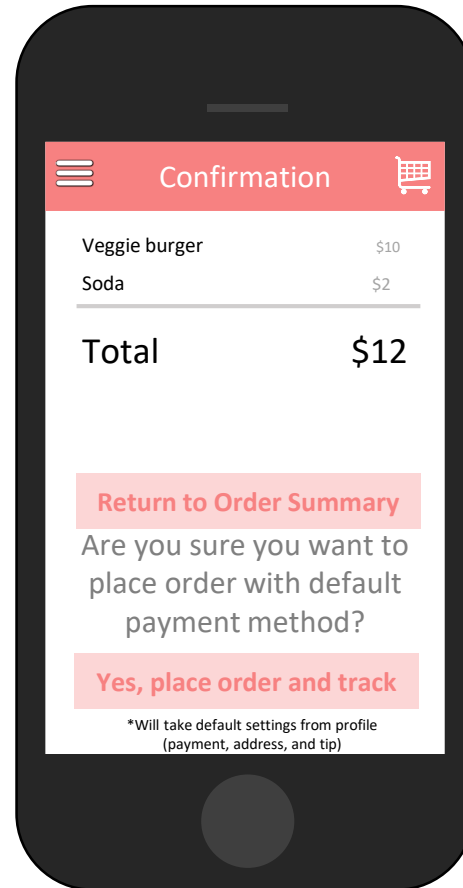 Confirmation
Veggie burger $10
Soda $2
Total $12
Return to Order Summary
Are you sure you want to
place order with default
payment method?
Yes, place order and track
*Will take default settings from profile
(payment, address, and tip)